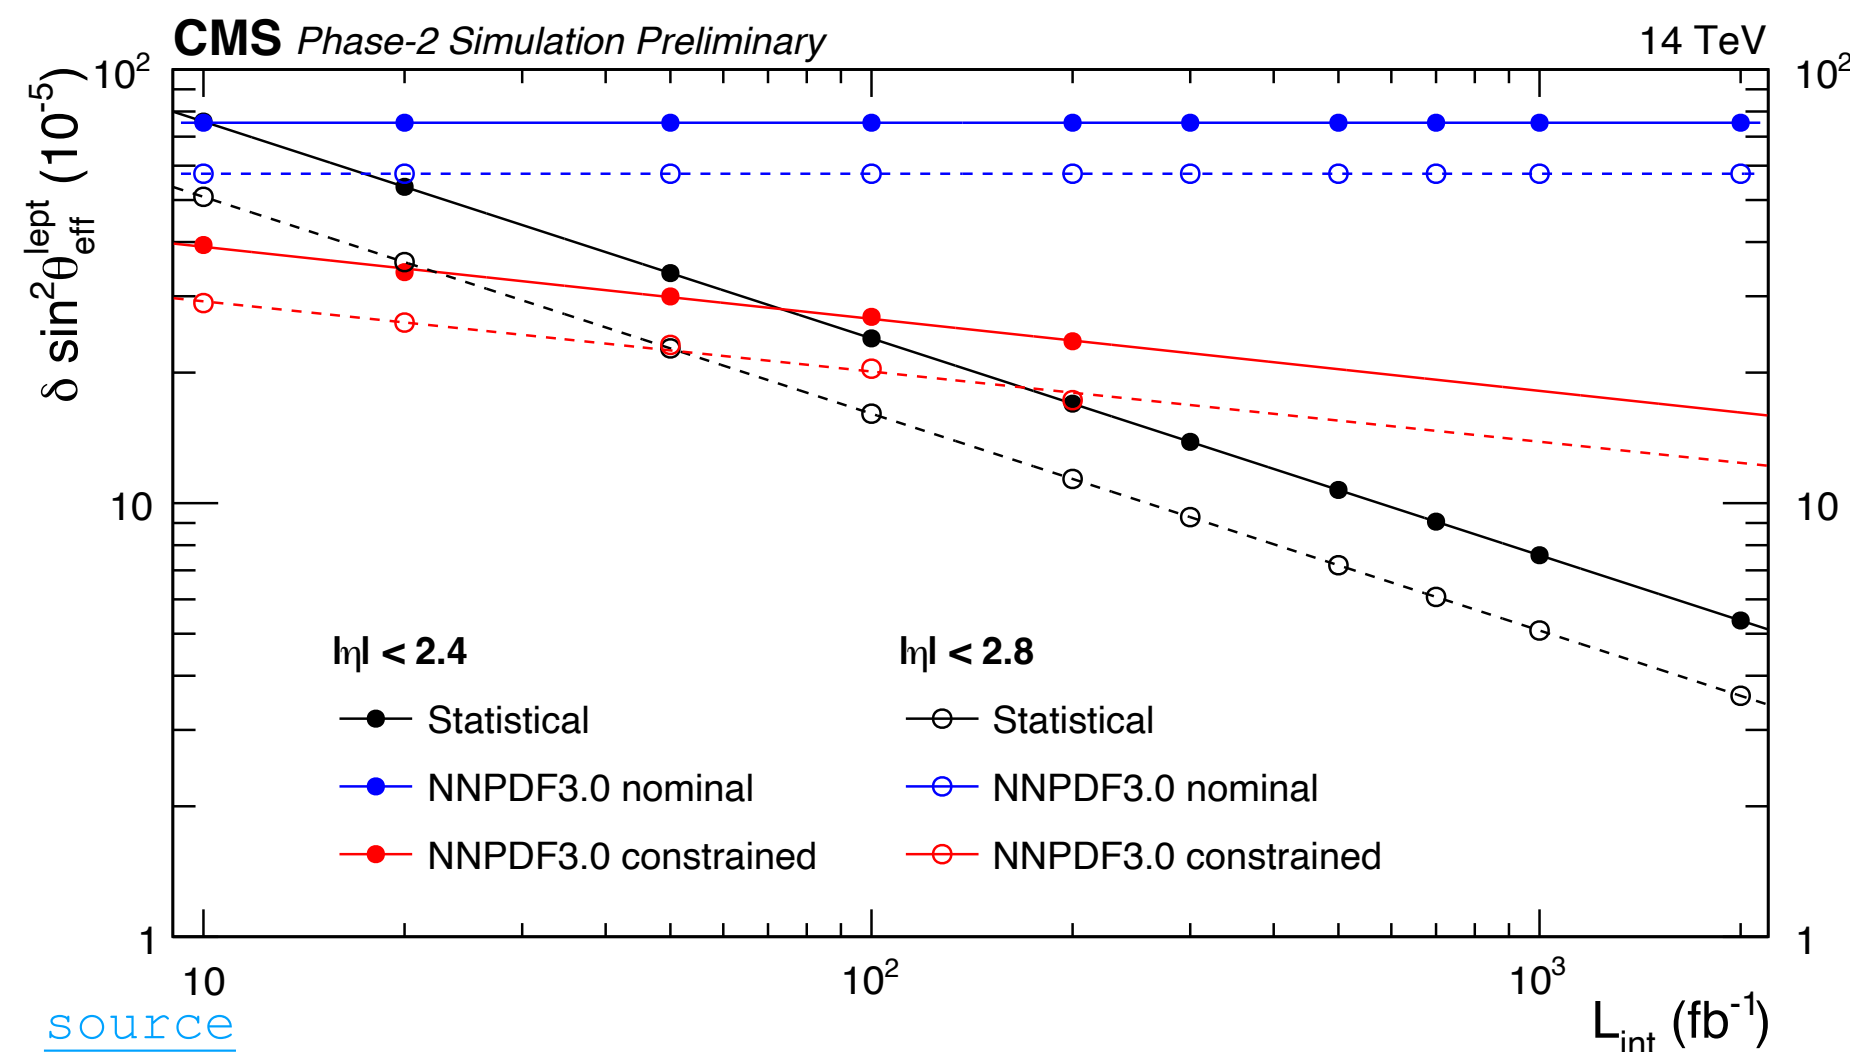 CMS Phase-2 Simulation Preliminary 14 TeV
10² 10²
δ sin²θ_eff^lept (10⁻⁵)
10 10
|η| < 2.4 |η| < 2.8
Statistical Statistical
NNPDF3.0 nominal NNPDF3.0 nominal
NNPDF3.0 constrained NNPDF3.0 constrained
1 1
10 10² 10³
L_int (fb⁻¹)
source